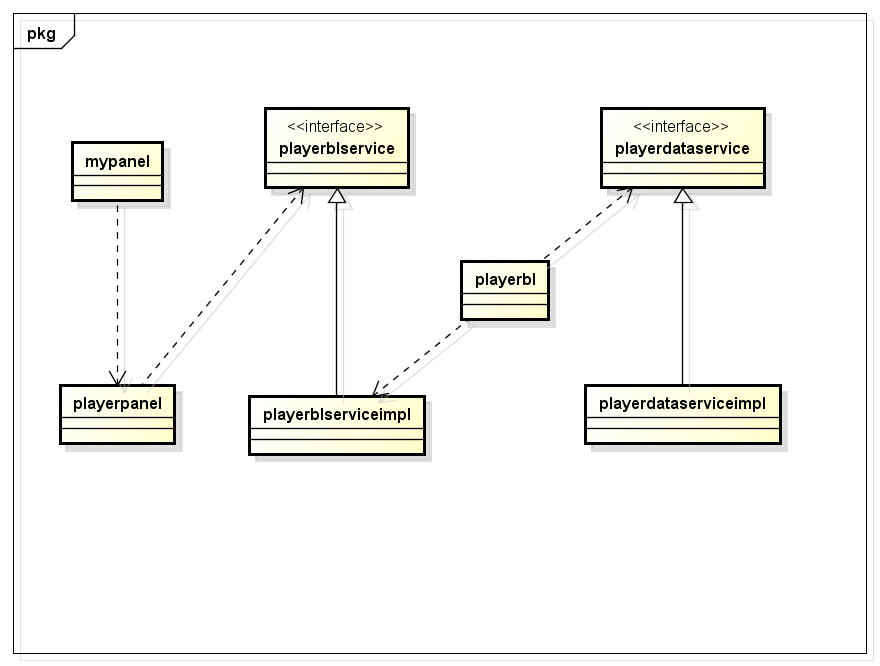 pkg
mypanel
<<interface>>
playerblservice
<<interface>>
playerdataservice
playerbl
playerpanel
playerblserviceimpl
playerdataserviceimpl